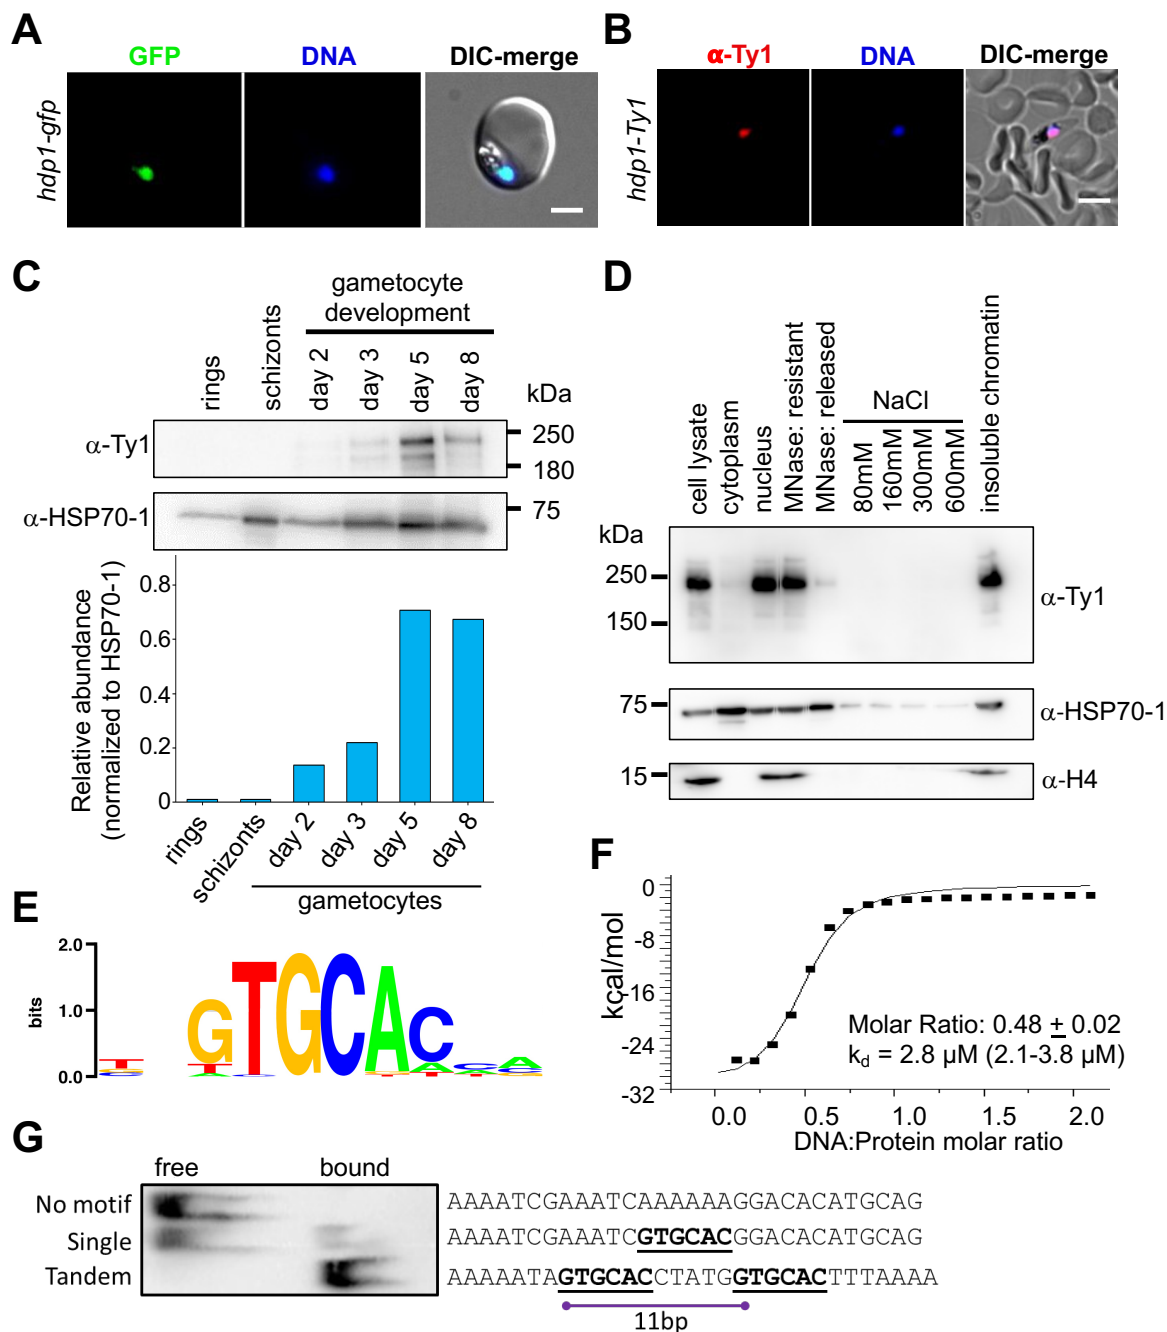 A
GFP
DNA
DIC-merge
hdp1-gfp
B
α-Ty1
DNA
DIC-merge
hdp1-Ty1
C
gametocyte
development
rings
schizonts
day 2
day 3
day 5
day 8
kDa
α-Ty1
250
180
α-HSP70-1
75
Relative abundance
(normalized to HSP70-1)
0.8
0.6
0.4
0.2
0
rings
schizonts
day 2
day 3
day 5
day 8
gametocytes
D
cell lysate
cytoplasm
nucleus
MNase: resistant
MNase: released
NaCl
80mM
160mM
300mM
600mM
insoluble chromatin
kDa
250
150
α-Ty1
75
α-HSP70-1
15
α-H4
E
bits
2.0
1.0
0.0
GTGCAC
F
kcal/mol
0
-8
-16
-24
-32
Molar Ratio: 0.48 ± 0.02
kd = 2.8 µM (2.1-3.8 µM)
0.0 0.5 1.0 1.5 2.0
DNA:Protein molar ratio
G
free bound
No motif
AAAATCGAAATCAAAAAAGGACACATGCAG
Single
AAAATCGAAATCGTGCACGGACACATGCAG
Tandem
AAAAATAGTGCACCTATGGTGCACTTTAAAA
11bp